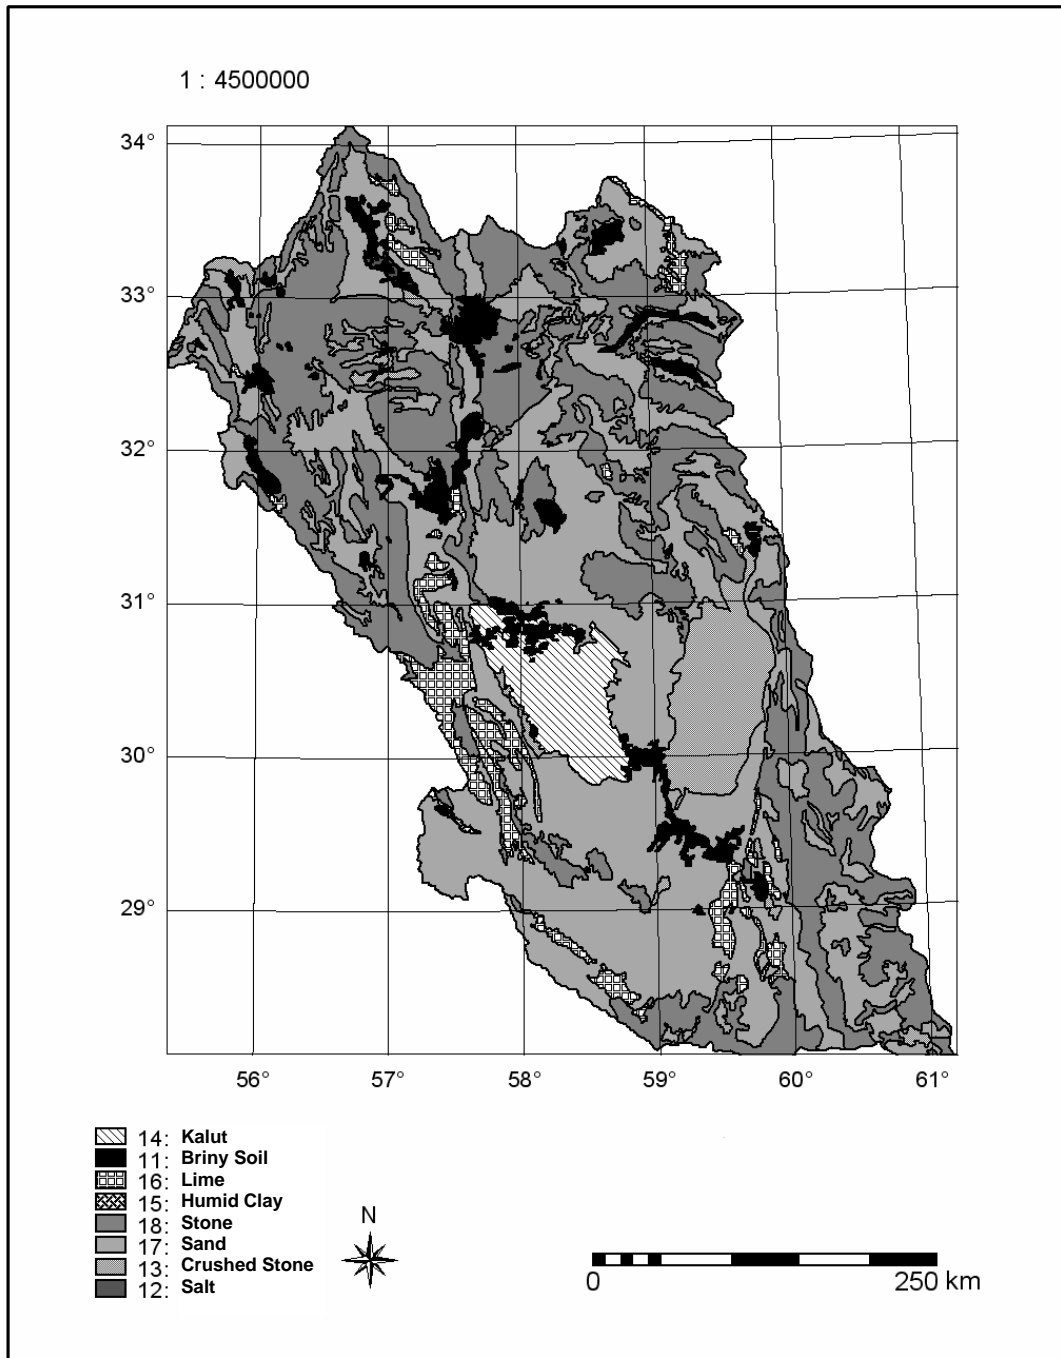 1 : 4500000
34°
33°
32°
31°
30°
29°
56° 57° 58° 59° 60° 61°
14: Kalut
11: Briny Soil
16: Lime
15: Humid Clay
18: Stone
17: Sand
13: Crushed Stone
12: Salt
N
0 250 km